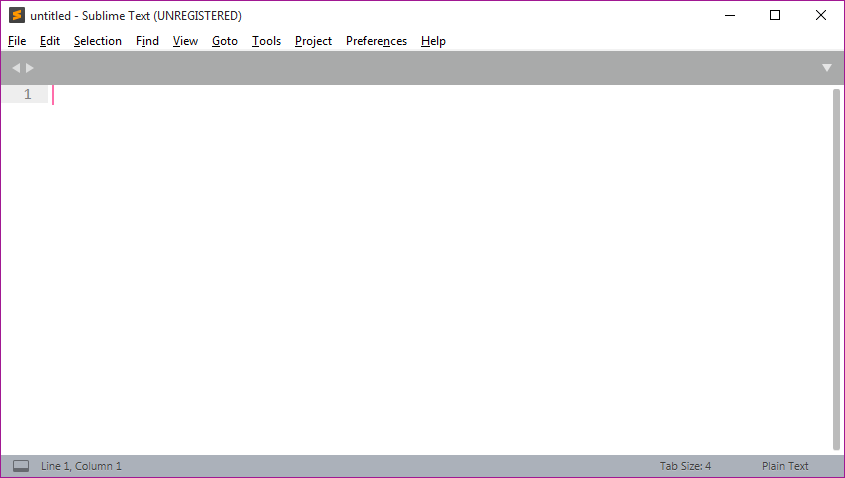 untitled - Sublime Text (UNREGISTERED)
File Edit Selection Find View Goto Tools Project Preferences Help
1
Line 1, Column 1 Tab Size: 4 Plain Text